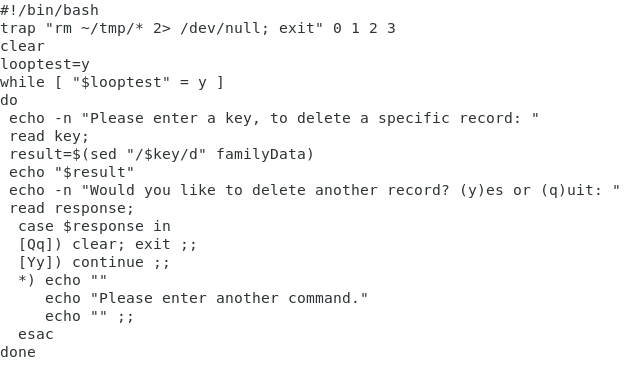 #!/bin/bash
trap "rm ~/tmp/* 2> /dev/null; exit" 0 1 2 3
clear
looptest=y
while [ "$looptest" = y ]
do
 echo -n "Please enter a key, to delete a specific record: "
 read key;
 result=$(sed "/$key/d" familyData)
 echo "$result"
 echo -n "Would you like to delete another record? (y)es or (q)uit: "
 read response;
  case $response in
  [Qq]) clear; exit ;;
  [Yy]) continue ;;
  *) echo ""
     echo "Please enter another command."
     echo "" ;;
  esac
done